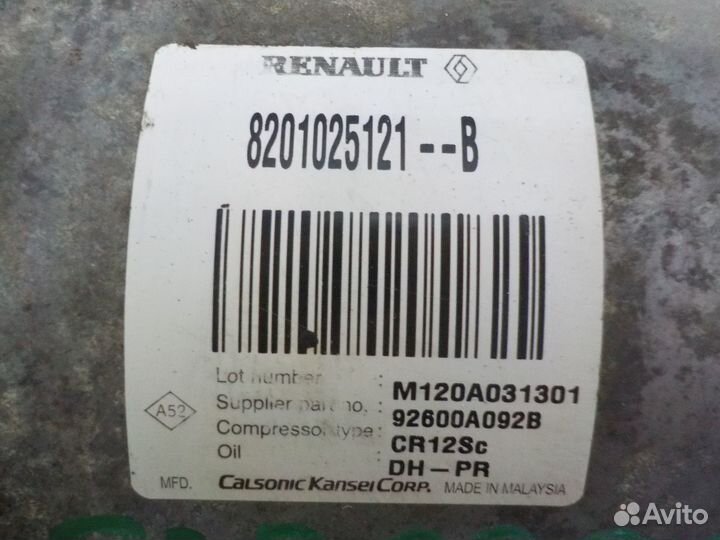 RENAULT
8201025121--B
Lot number : M120A031301
Supplier part no. : 92600A092B
Compressor type : CR12Sc
Oil : DH-PR
A52
MFD. CALSONIC KANSEI CORP. MADE IN MALAYSIA
Avito